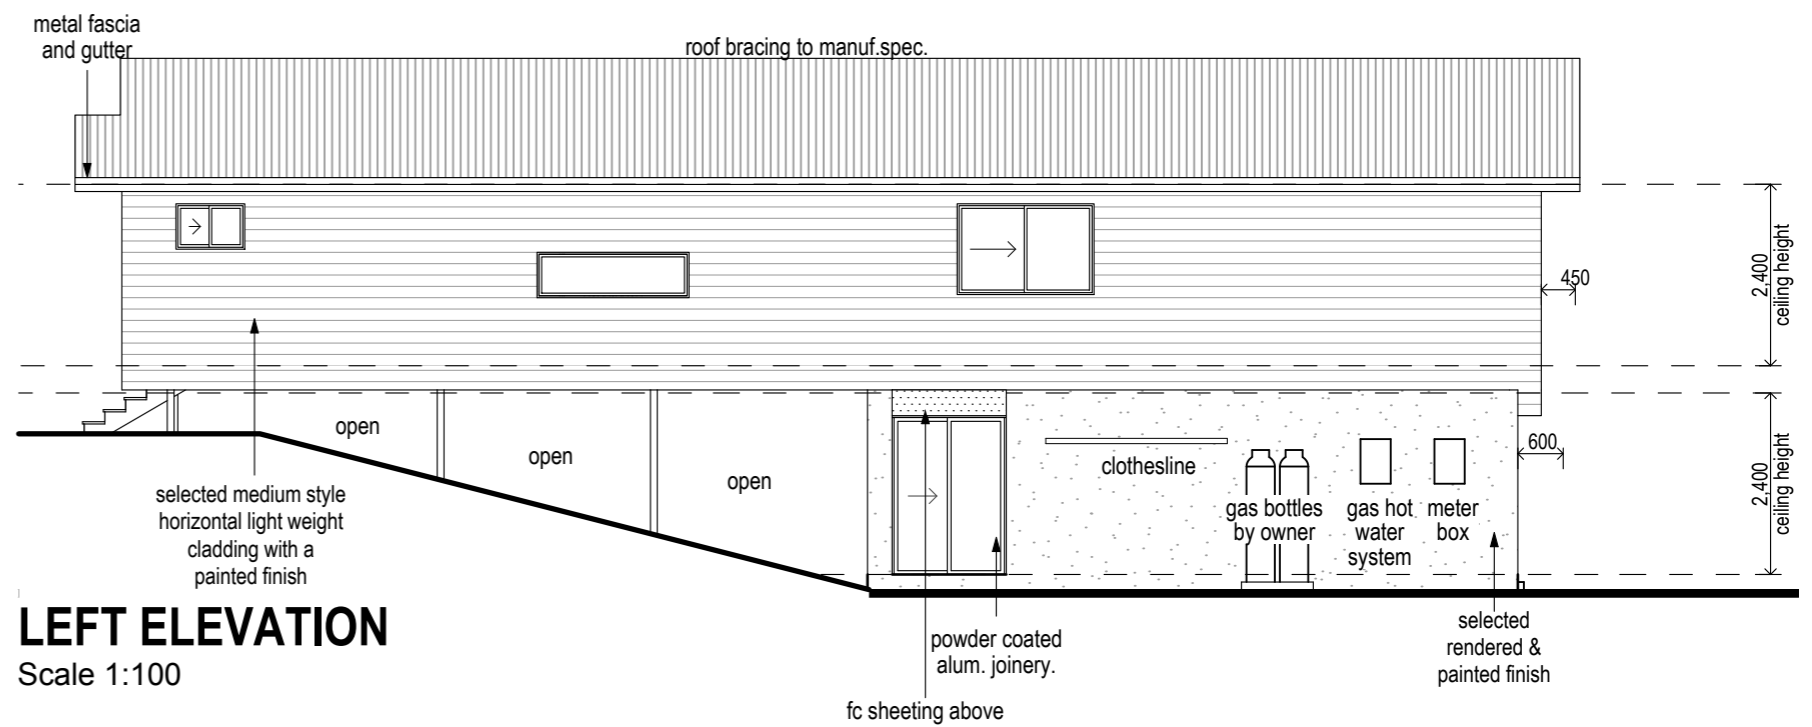 metal fascia
and gutter
roof bracing to manuf.spec.
450
2,400
ceiling height
open
open
open
clothesline
600
2,400
ceiling height
gas bottles
by owner
gas hot
water
system
meter
box
selected medium style
horizontal light weight
cladding with a
painted finish
LEFT ELEVATION
Scale 1:100
powder coated
alum. joinery.
fc sheeting above
selected
rendered &
painted finish